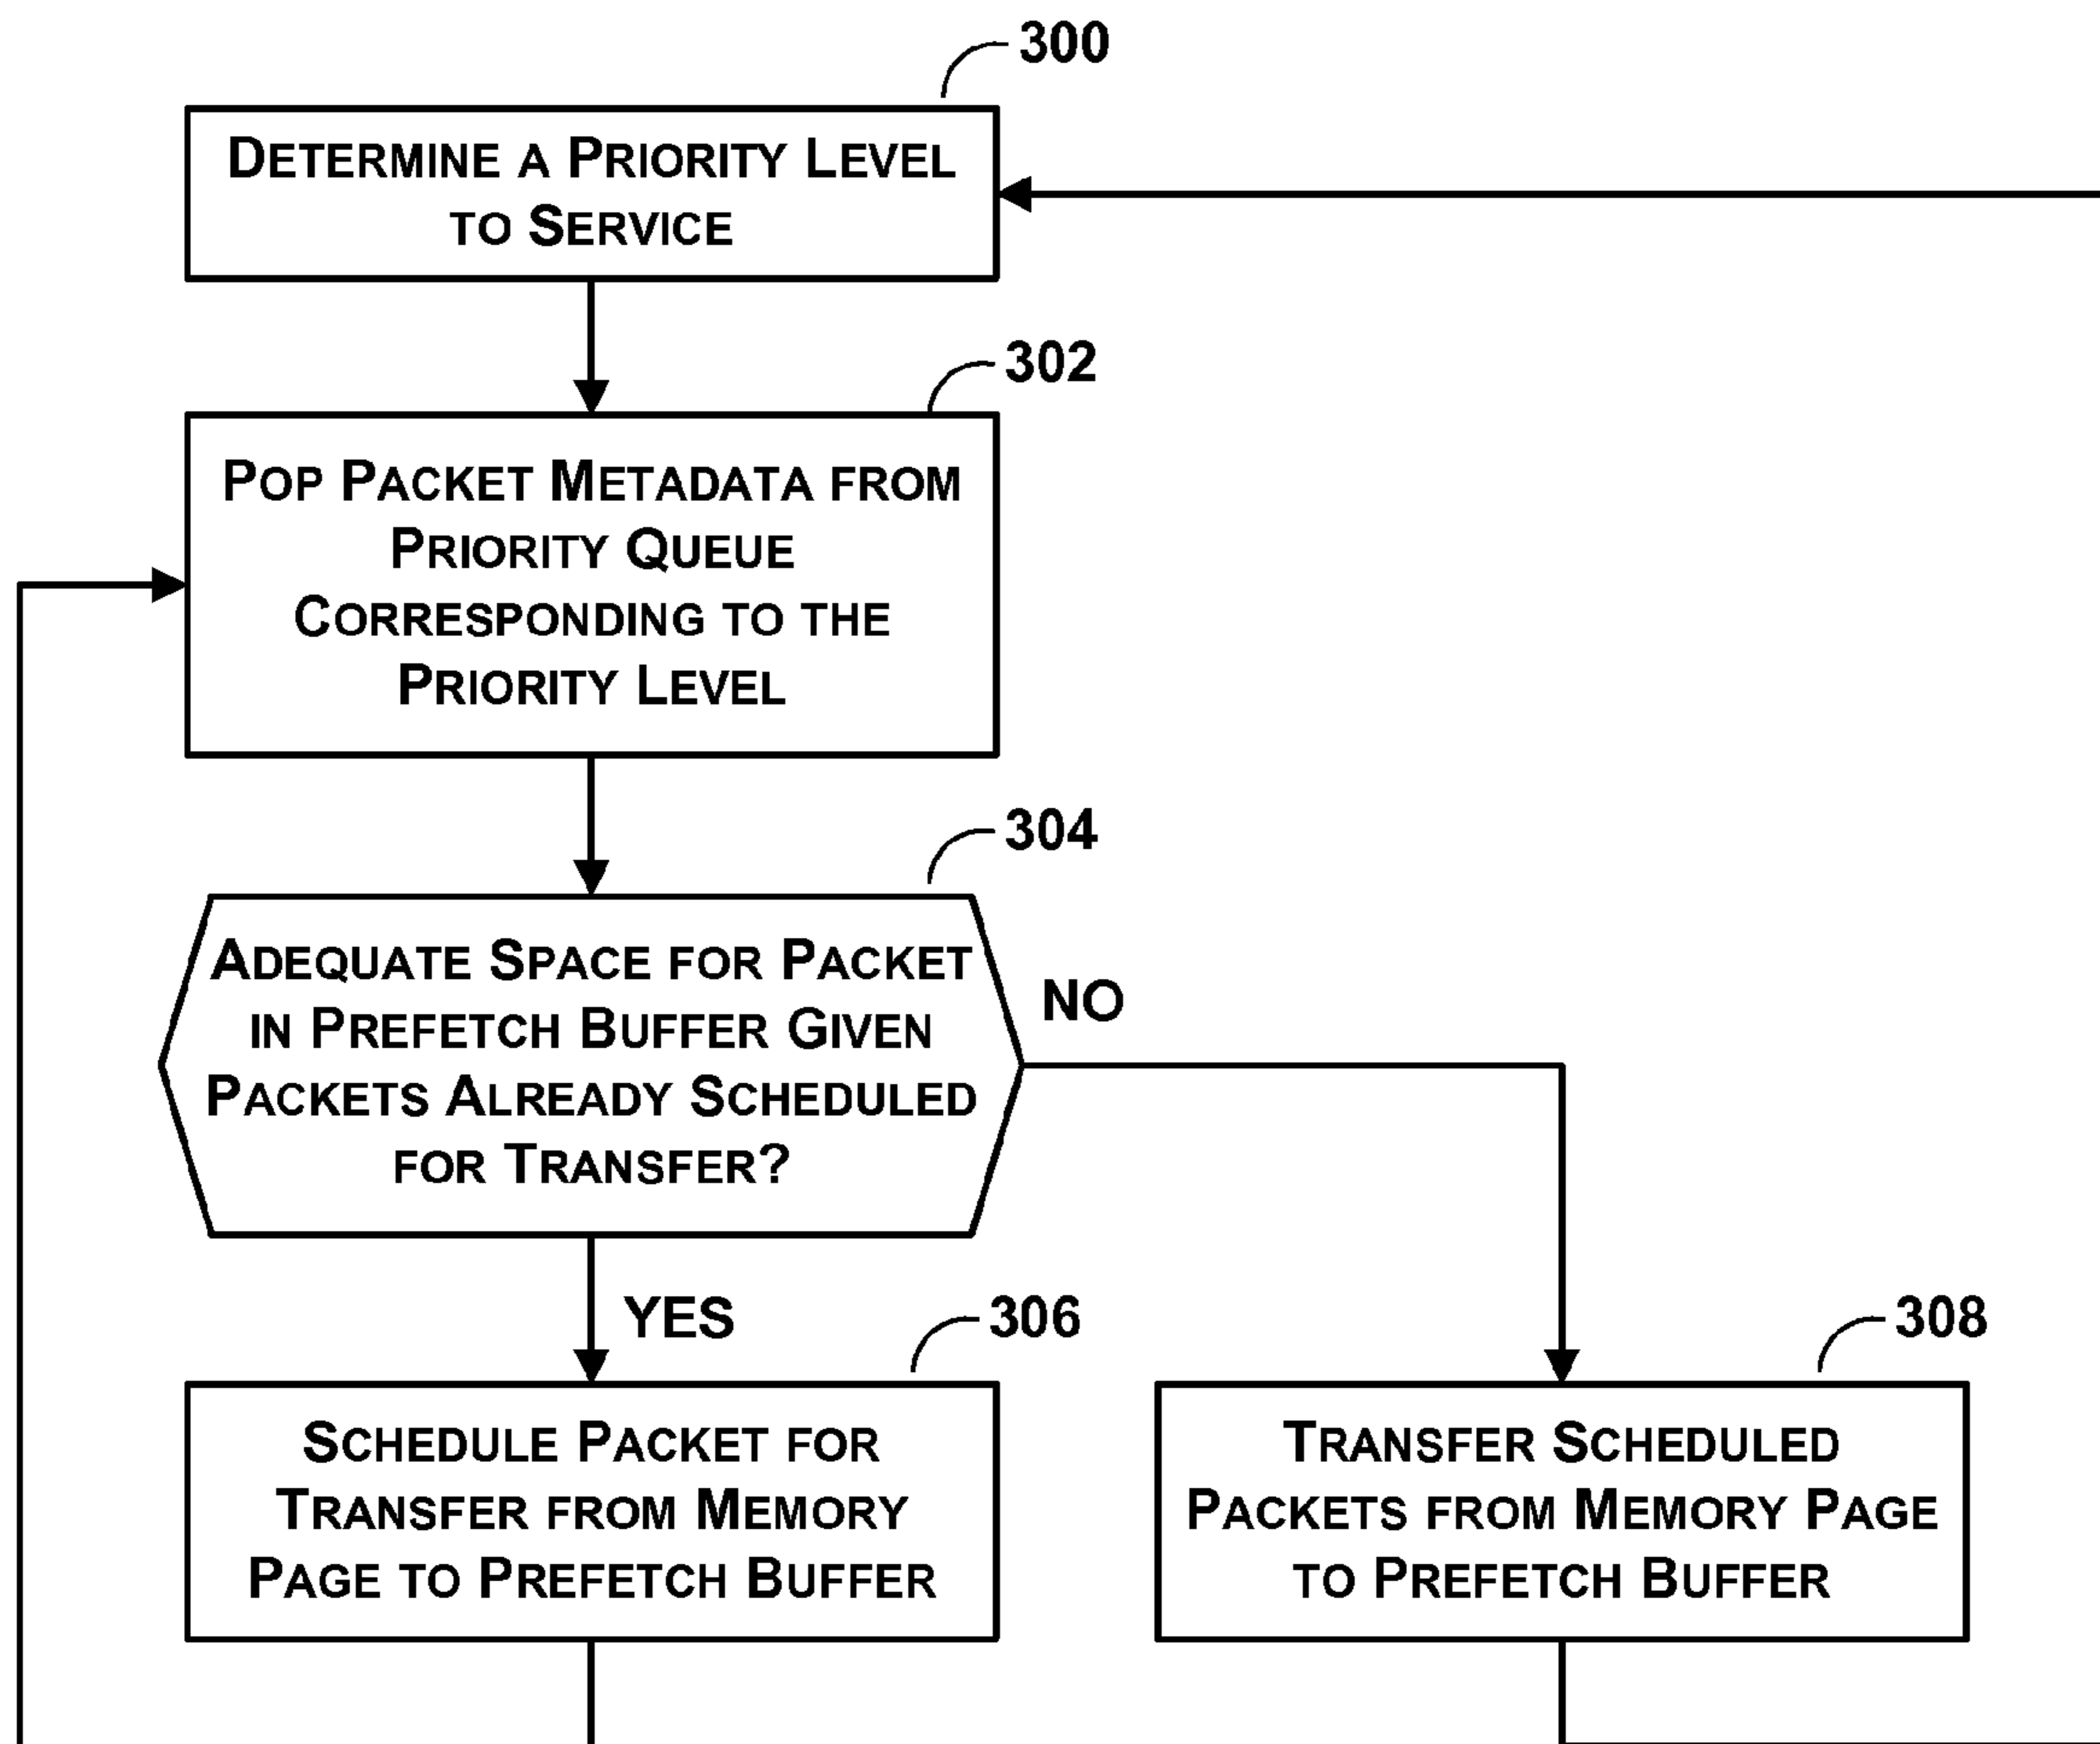 300
DETERMINE A PRIORITY LEVEL
TO SERVICE
302
POP PACKET METADATA FROM
PRIORITY QUEUE
CORRESPONDING TO THE
PRIORITY LEVEL
304
ADEQUATE SPACE FOR PACKET
IN PREFETCH BUFFER GIVEN
PACKETS ALREADY SCHEDULED
FOR TRANSFER?
NO
YES
306
SCHEDULE PACKET FOR
TRANSFER FROM MEMORY
PAGE TO PREFETCH BUFFER
308
TRANSFER SCHEDULED
PACKETS FROM MEMORY PAGE
TO PREFETCH BUFFER